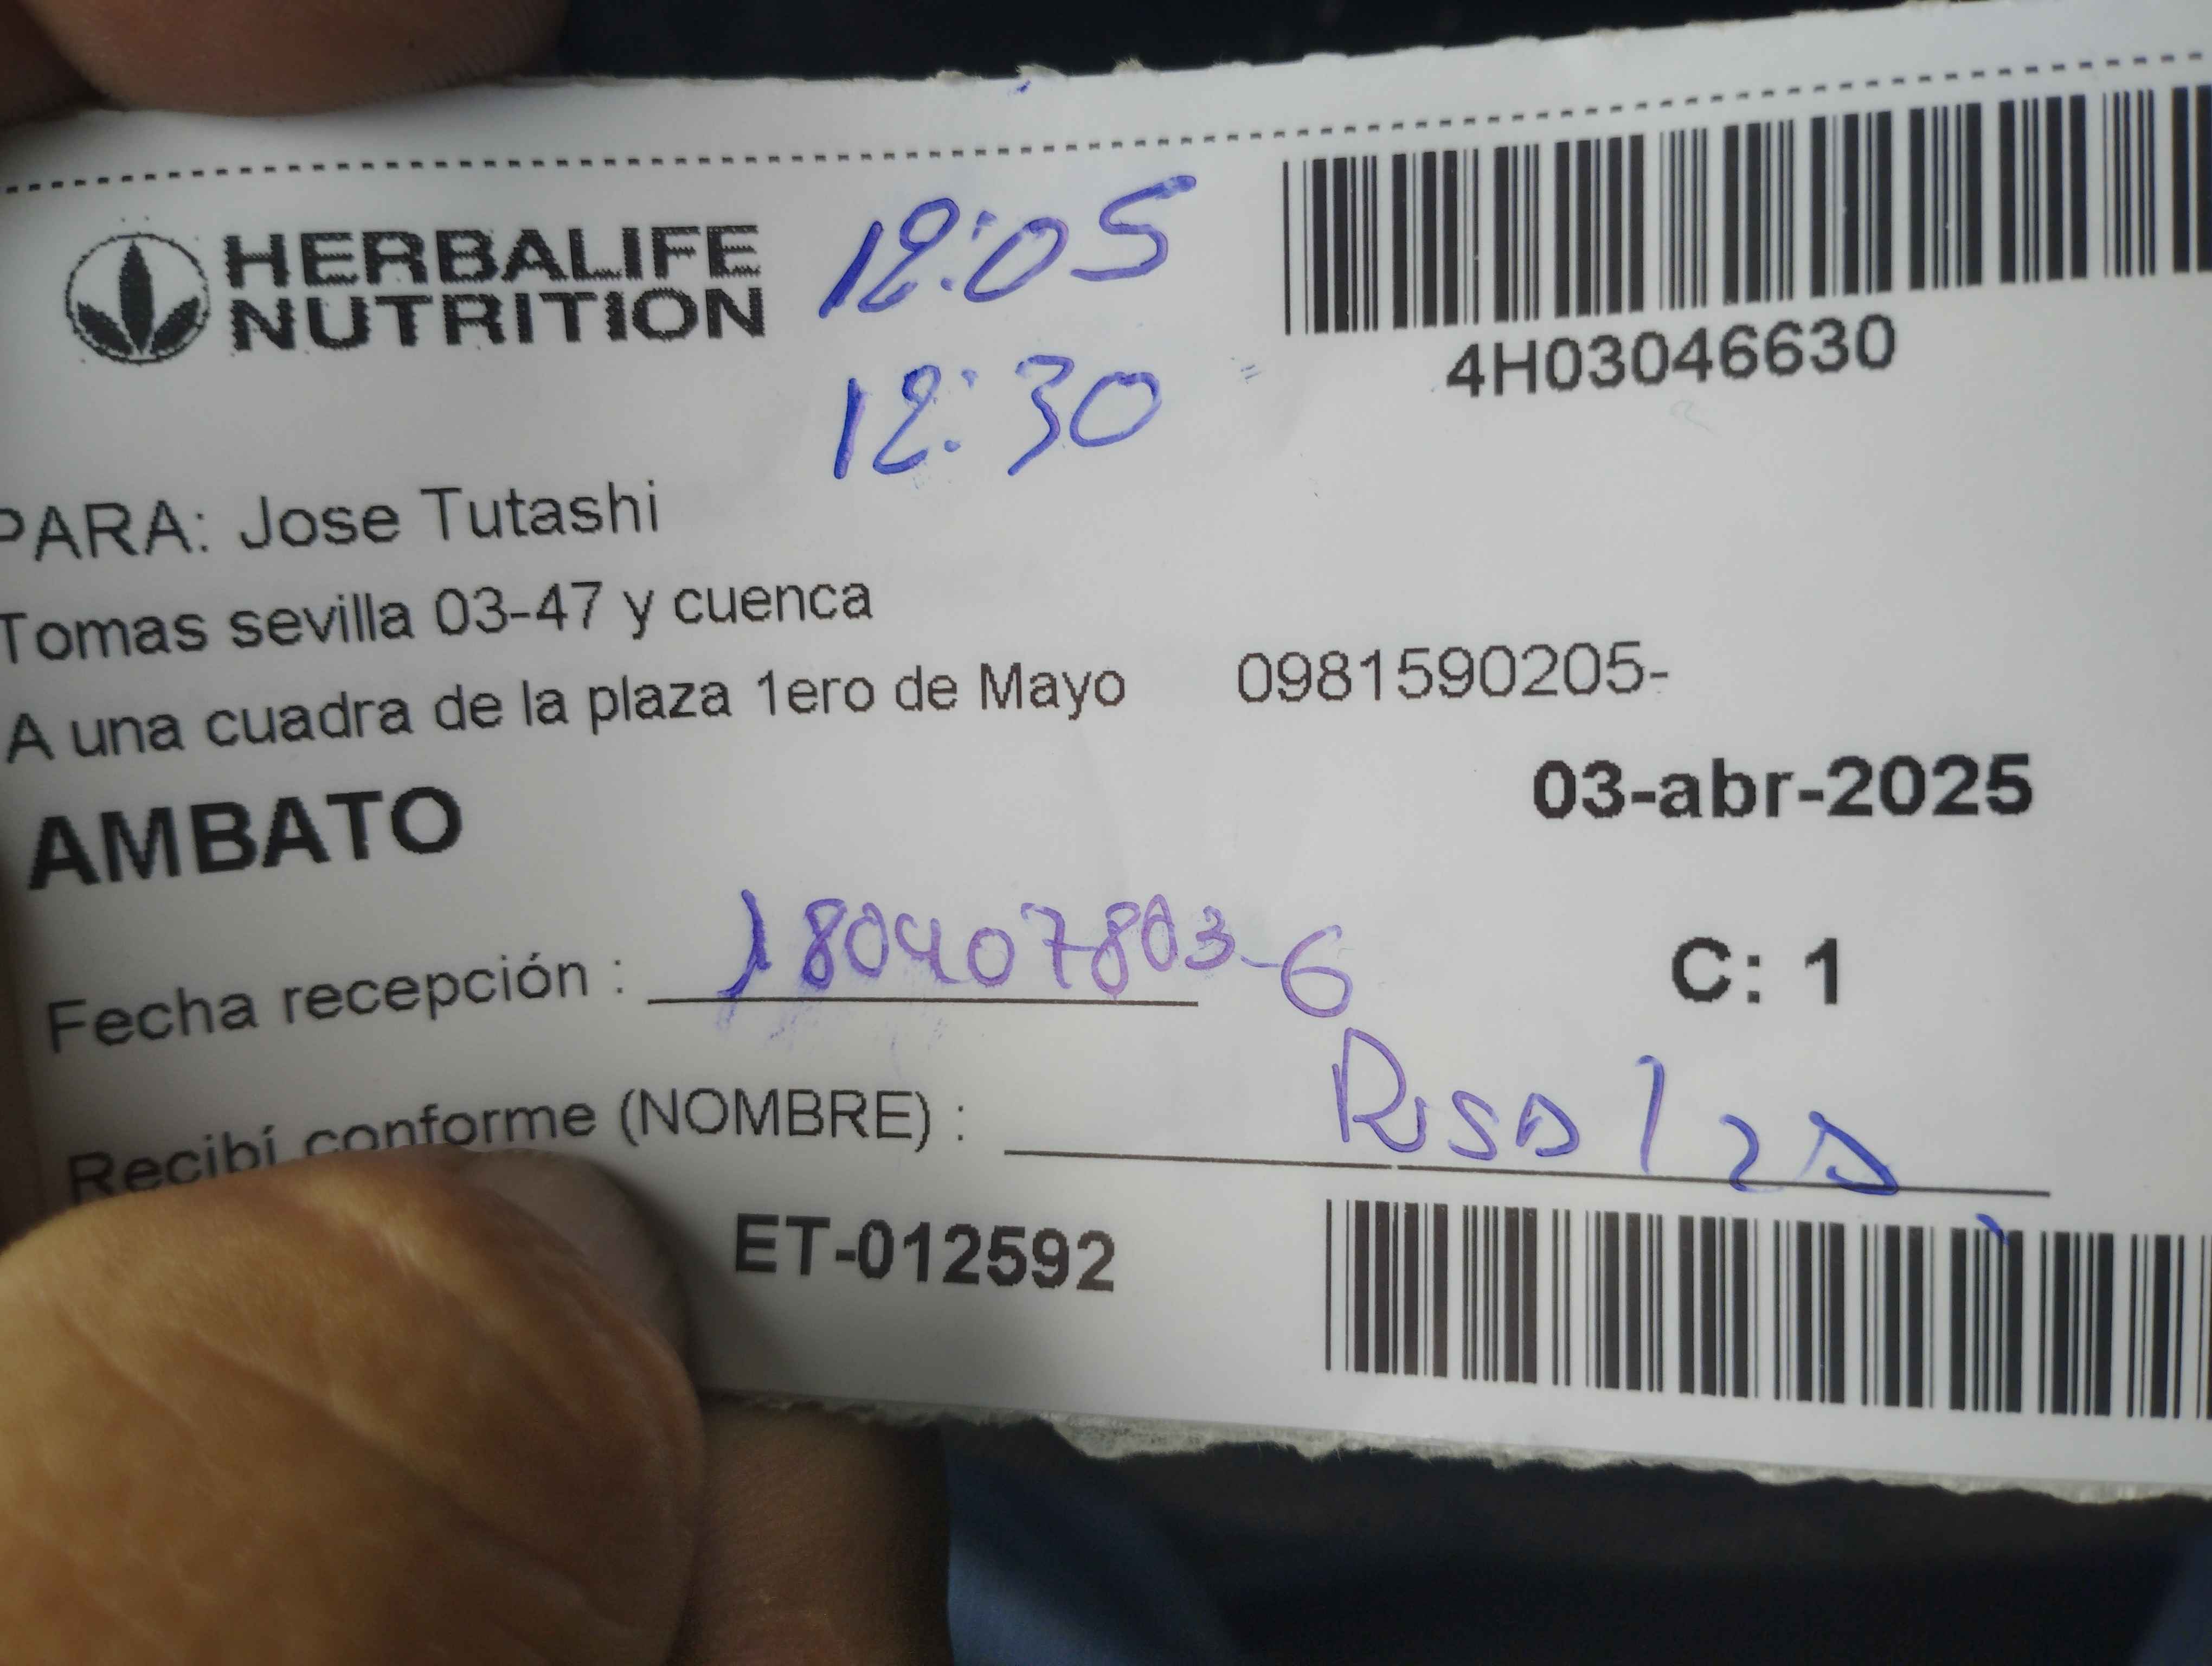 HERBALIFE
NUTRITION
12:05
12:30
4H03046630
PARA: Jose Tutashi
Tomas sevilla 03-47 y cuenca
A una cuadra de la plaza 1ero de Mayo 0981590205-
AMBATO
03-abr-2025
Fecha recepción : 180407803-6
C: 1
Recibí conforme (NOMBRE) :
ET-012592